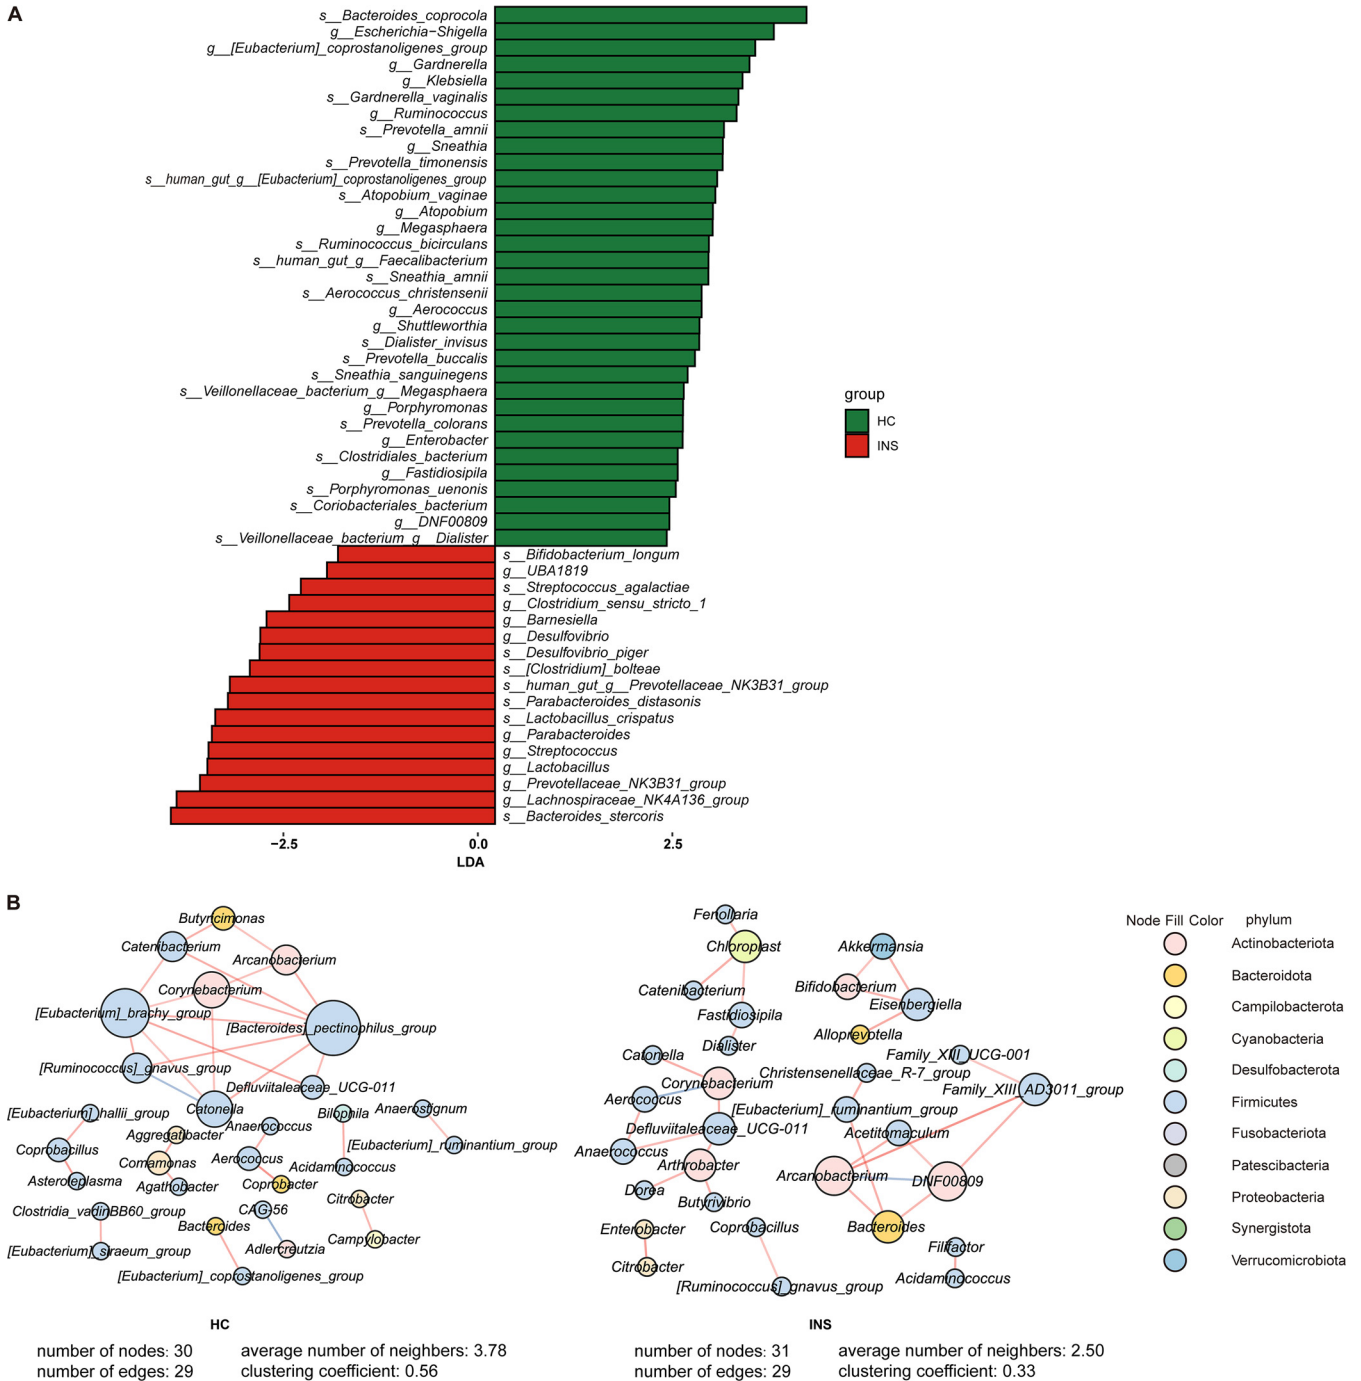 A
s__Bacteroides_coprocola
g__Escherichia−Shigella
g__[Eubacterium]_coprostanoligenes_group
g__Gardnerella
g__Klebsiella
s__Gardnerella_vaginalis
g__Ruminococcus
s__Prevotella_amnii
g__Sneathia
s__Prevotella_timonensis
s__human_gut_g__[Eubacterium]_coprostanoligenes_group
s__Atopobium_vaginae
g__Atopobium
g__Megasphaera
s__Ruminococcus_bicirculans
s__human_gut_g__Faecalibacterium
s__Sneathia_amnii
s__Aerococcus_christensenii
g__Aerococcus
g__Shuttleworthia
s__Dialister_invisus
s__Prevotella_buccalis
s__Sneathia_sanguinegens
s__Veillonellaceae_bacterium_g__Megasphaera
g__Porphyromonas
s__Prevotella_colorans
g__Enterobacter
s__Clostridiales_bacterium
g__Fastidiosipila
s__Porphyromonas_uenonis
s__Coriobacteriales_bacterium
g__DNF00809
s__Veillonellaceae_bacterium_g__Dialister
s__Bifidobacterium_longum
g__UBA1819
s__Streptococcus_agalactiae
g__Clostridium_sensu_stricto_1
g__Barnesiella
g__Desulfovibrio
s__Desulfovibrio_piger
s__[Clostridium]_bolteae
s__human_gut_g__Prevotellaceae_NK3B31_group
s__Parabacteroides_distasonis
s__Lactobacillus_crispatus
g__Parabacteroides
g__Streptococcus
g__Lactobacillus
g__Prevotellaceae_NK3B31_group
g__Lachnospiraceae_NK4A136_group
s__Bacteroides_stercoris
group
HC
INS
−2.5 0.0 2.5
LDA
B
Butyricimonas
Catenibacterium
Arcanobacterium
Corynebacterium
[Eubacterium]_brachy_group
[Bacteroides]_pectinophilus_group
[Ruminococcus]_gnavus_group
Defluviitaleaceae_UCG-011
Catonella
[Eubacterium]_hallii_group
Bilophila
Anaerostignum
Aggregatibacter
Anaerococcus
Coprobacillus
[Eubacterium]_ruminantium_group
Comamonas
Aerococcus
Acidaminococcus
Asteroleplasma
Agathobacter
Coprobacter
Citrobacter
Clostridia_vadinBB60_group
CAG-56
Bacteroides
Campylobacter
[Eubacterium]_siraeum_group
Adlercreutzia
[Eubacterium]_coprostanoligenes_group
HC
number of nodes: 30
average number of neighbers: 3.78
number of edges: 29
clustering coefficient: 0.56
Fenollaria
Chloroplast
Akkermansia
Catenibacterium
Bifidobacterium
Eisenbergiella
Fastidiosipila
Alloprevotella
Dialister
Catonella
Family_XIII_UCG-001
Christensenellaceae_R-7_group
Corynebacterium
Family_XIII_AD3011_group
Aerococcus
[Eubacterium]_ruminantium_group
Defluviitaleaceae_UCG-011
Acetitomaculum
Anaerococcus
Arthrobacter
Arcanobacterium
DNF00809
Dorea
Butyrivibrio
Enterobacter
Coprobacillus
Bacteroides
Filifactor
Citrobacter
Acidaminococcus
[Ruminococcus]_gnavus_group
INS
number of nodes: 31
average number of neighbers: 2.50
number of edges: 29
clustering coefficient: 0.33
Node Fill Color phylum
Actinobacteriota
Bacteroidota
Campilobacterota
Cyanobacteria
Desulfobacterota
Firmicutes
Fusobacteriota
Patescibacteria
Proteobacteria
Synergistota
Verrucomicrobiota